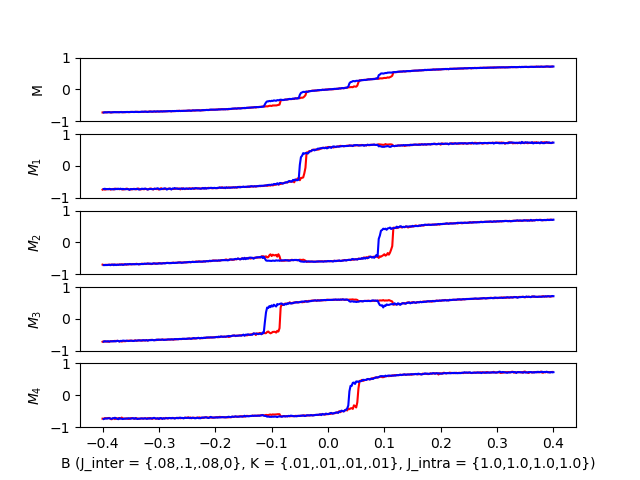 1
M
−1
1
M1
0
−1
1
M2
0
−1
1
M3
0
−1
1
M4
0
−1
−0.4 −0.3 −0.2 −0.1 0.0 0.1 0.2 0.3 0.4
B (J_inter = {.08,.1,.08,0}, K = {.01,.01,.01,.01}, J_intra = {1.0,1.0,1.0,1.0})